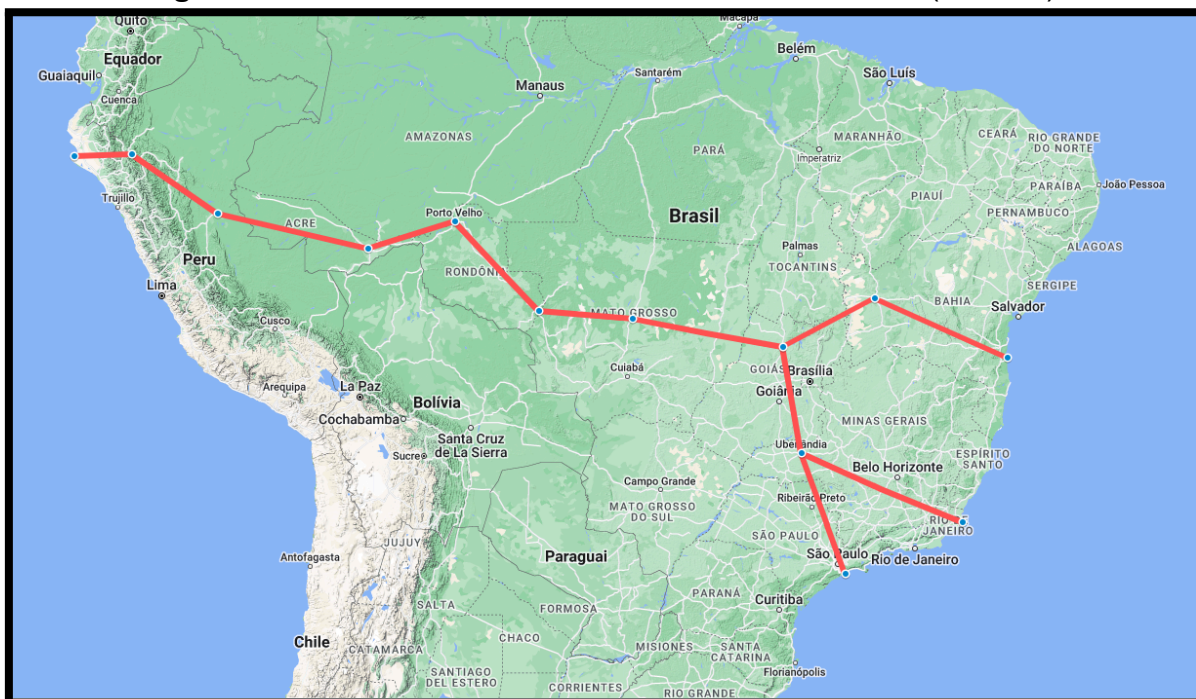 Quito
Macapá
Equador
Belém
Guaiaquil
São Luís
Santarém
Manaus
Cuenca
AMAZONAS
MARANHÃO
CEARÁ
RIO GRANDE
DO NORTE
PARÁ
Imperatriz
João Pessoa
PARAÍBA
PIAUÍ
Trujillo
Porto Velho
PERNAMBUCO
ACRE
Brasil
Palmas
ALAGOAS
Peru
TOCANTINS
RONDÔNIA
SERGIPE
Lima
BAHIA
Salvador
MATO GROSSO
Cusco
Cuiabá
GOIÁS
Brasília
Arequipa
La Paz
Goiânia
Bolívia
Cochabamba
MINAS GERAIS
Santa Cruz
de La Sierra
Uberlândia
Sucre
ESPÍRITO
SANTO
Belo Horizonte
Campo Grande
Ribeirão Preto
MATO GROSSO
DO SUL
RIO DE
JANEIRO
SÃO PAULO
JUJUY
Antofagasta
Paraguai
São Paulo
Rio de Janeiro
PARANÁ
Curitiba
SALTA
FORMOSA
Chile
CHACO
CATAMARCA
MISIONES
SANTA
CATARINA
SANTIAGO
DEL ESTERO
Florianópolis
CORRIENTES
RIO GRANDE